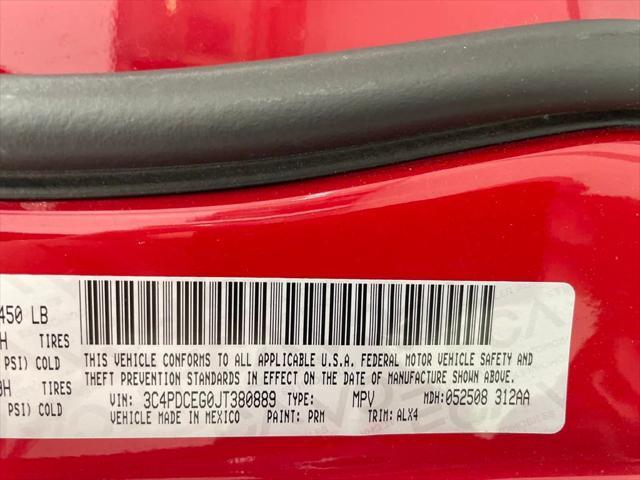 450 LB
H TIRES
PSI) COLD
0H TIRES
PSI) COLD
THIS VEHICLE CONFORMS TO ALL APPLICABLE U.S.A. FEDERAL MOTOR VEHICLE SAFETY AND
THEFT PREVENTION STANDARDS IN EFFECT ON THE DATE OF MANUFACTURE SHOWN ABOVE.
VIN: 3C4PDCEG0JT380889 TYPE: MPV MDH: 052508 312AA
VEHICLE MADE IN MEXICO PAINT: PRM TRIM: ALX4